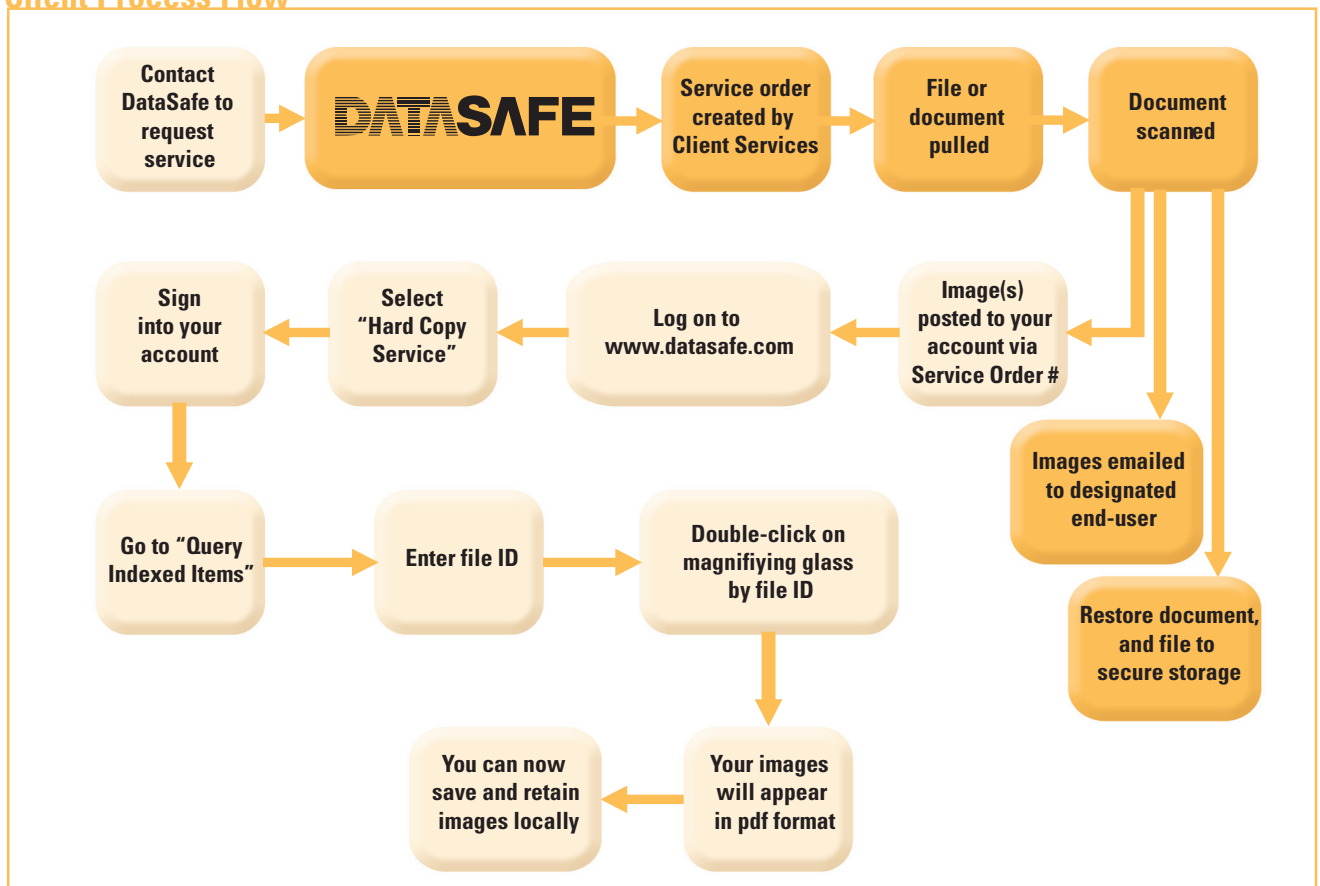 Client Process Flow
Contact
DataSafe to
request
service
DATASAFE
Service order
created by
Client Services
File or
document
pulled
Document
scanned
Image(s)
posted to your
account via
Service Order #
Log on to
www.datasafe.com
Select
“Hard Copy
Service”
Sign
into your
account
Images emailed
to designated
end-user
Restore document,
and file to
secure storage
Go to “Query
Indexed Items”
Enter file ID
Double-click on
magnifiying glass
by file ID
Your images
will appear
in pdf format
You can now
save and retain
images locally